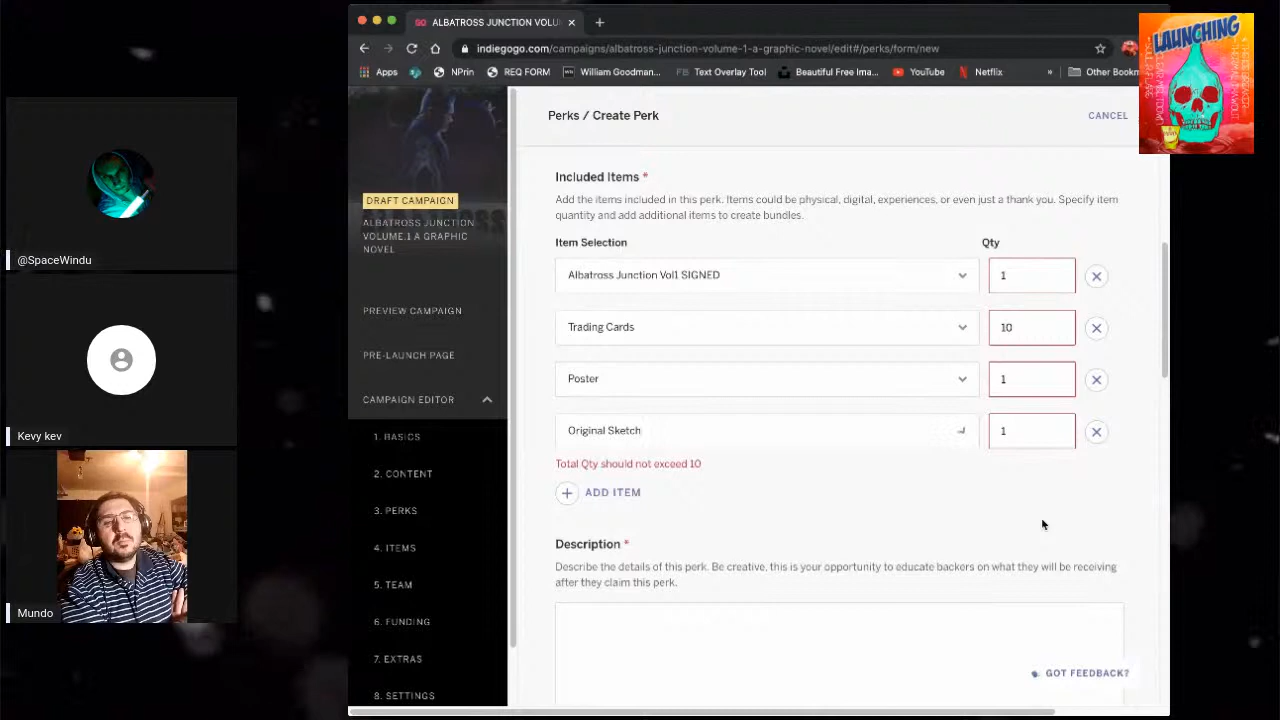 ALBATROSS JUNCTION VOLU
indiegogo.com/campaigns/albatross-junction-volume-1-a-graphic-novel/edit#/perks/form/new
Apps
NPrin
REQ FORM
William Goodman...
Text Overlay Tool
Beautiful Free Ima...
YouTube
Netflix
»
Other Bookm
LAUNCHING
Perks / Create Perk
CANCEL
DRAFT CAMPAIGN
ALBATROSS JUNCTION
VOLUME.1 A GRAPHIC
NOVEL
PREVIEW CAMPAIGN
PRE-LAUNCH PAGE
CAMPAIGN EDITOR
1. BASICS
2. CONTENT
3. PERKS
4. ITEMS
5. TEAM
6. FUNDING
7. EXTRAS
8. SETTINGS
Included Items *
Add the items included in this perk. Items could be physical, digital, experiences, or even just a thank you. Specify item
quantity and add additional items to create bundles.
Item Selection
Qty
Albatross Junction Vol1 SIGNED
1
Trading Cards
10
Poster
1
Original Sketch
1
Total Qty should not exceed 10
ADD ITEM
Description *
Describe the details of this perk. Be creative, this is your opportunity to educate backers on what they will be receiving
after they claim this perk.
GOT FEEDBACK?
@SpaceWindu
Kevy kev
Mundo